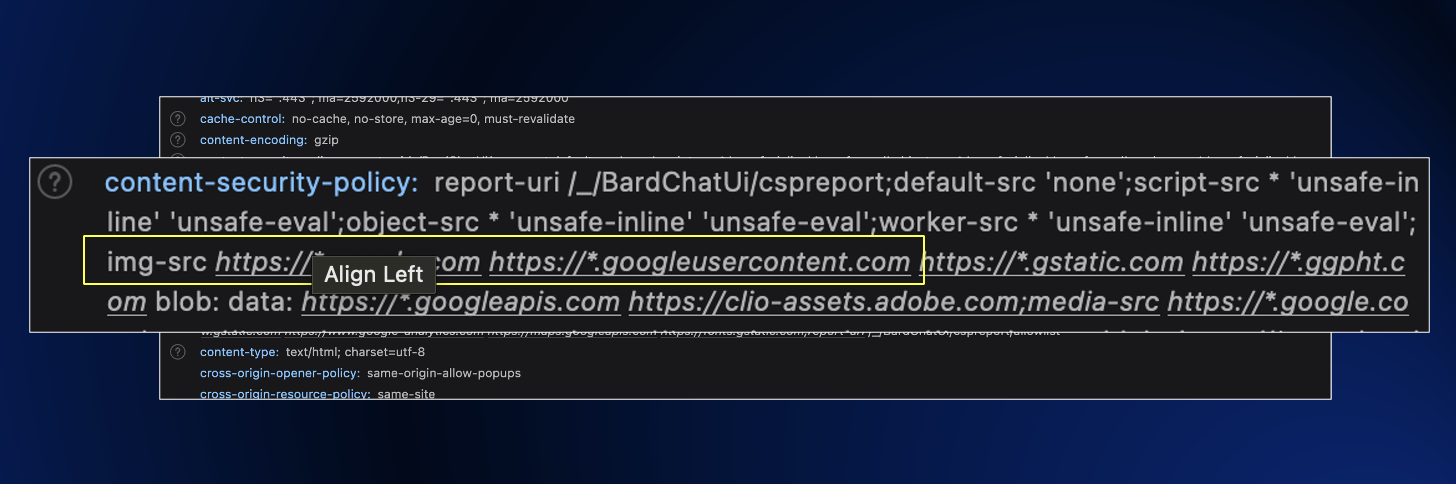 alt-svc: h3=":443"; ma=2592000,h3-29=":443"; ma=2592000
cache-control: no-cache, no-store, max-age=0, must-revalidate
content-encoding: gzip
content-security-policy: report-uri /_/BardChatUi/cspreport;default-src 'none';script-src * 'unsafe-in
line' 'unsafe-eval';object-src * 'unsafe-inline' 'unsafe-eval';worker-src * 'unsafe-inline' 'unsafe-eval';
img-src https://*. com https://*.googleusercontent.com https://*.gstatic.com https://*.ggpht.c
Align Left
om blob: data: https://*.googleapis.com https://clio-assets.adobe.com;media-src https://*.google.co
content-type: text/html; charset=utf-8
cross-origin-opener-policy: same-origin-allow-popups
cross-origin-resource-policy: same-site